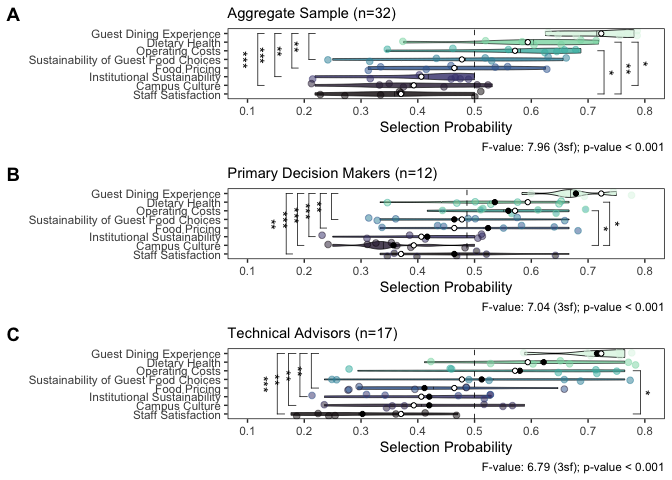 A
Aggregate Sample (n=32)
Guest Dining Experience
Dietary Health
Operating Costs
Sustainability of Guest Food Choices
Food Pricing
Institutional Sustainability
Campus Culture
Staff Satisfaction
*** *** ** ** * ** *
0.1 0.2 0.3 0.4 0.5 0.6 0.7 0.8
Selection Probability
F-value: 7.96 (3sf); p-value < 0.001
B
Primary Decision Makers (n=12)
Guest Dining Experience
Dietary Health
Operating Costs
Sustainability of Guest Food Choices
Food Pricing
Institutional Sustainability
Campus Culture
Staff Satisfaction
0.1 0.2 0.3 0.4 0.5 0.6 0.7 0.8
Selection Probability
F-value: 7.04 (3sf); p-value < 0.001
C
Technical Advisors (n=17)
Guest Dining Experience
Dietary Health
Operating Costs
Sustainability of Guest Food Choices
Food Pricing
Institutional Sustainability
Campus Culture
Staff Satisfaction
0.1 0.2 0.3 0.4 0.5 0.6 0.7 0.8
Selection Probability
F-value: 6.79 (3sf); p-value < 0.001